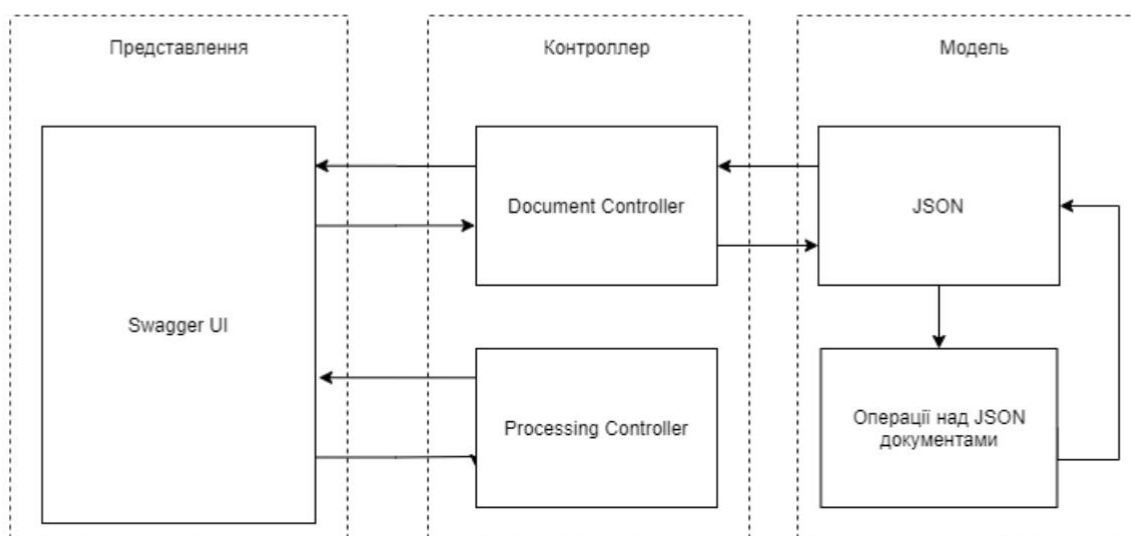 Представлення
Контроллер
Модель
Swagger UI
Document Controller
JSON
Processing Controller
Операції над JSON
документами